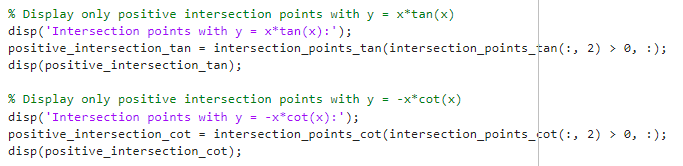 % Display only positive intersection points with y = x*tan(x)
disp('Intersection points with y = x*tan(x):');
positive_intersection_tan = intersection_points_tan(intersection_points_tan(:, 2) > 0, :);
disp(positive_intersection_tan);
% Display only positive intersection points with y = -x*cot(x)
disp('Intersection points with y = -x*cot(x):');
positive_intersection_cot = intersection_points_cot(intersection_points_cot(:, 2) > 0, :);
disp(positive_intersection_cot);